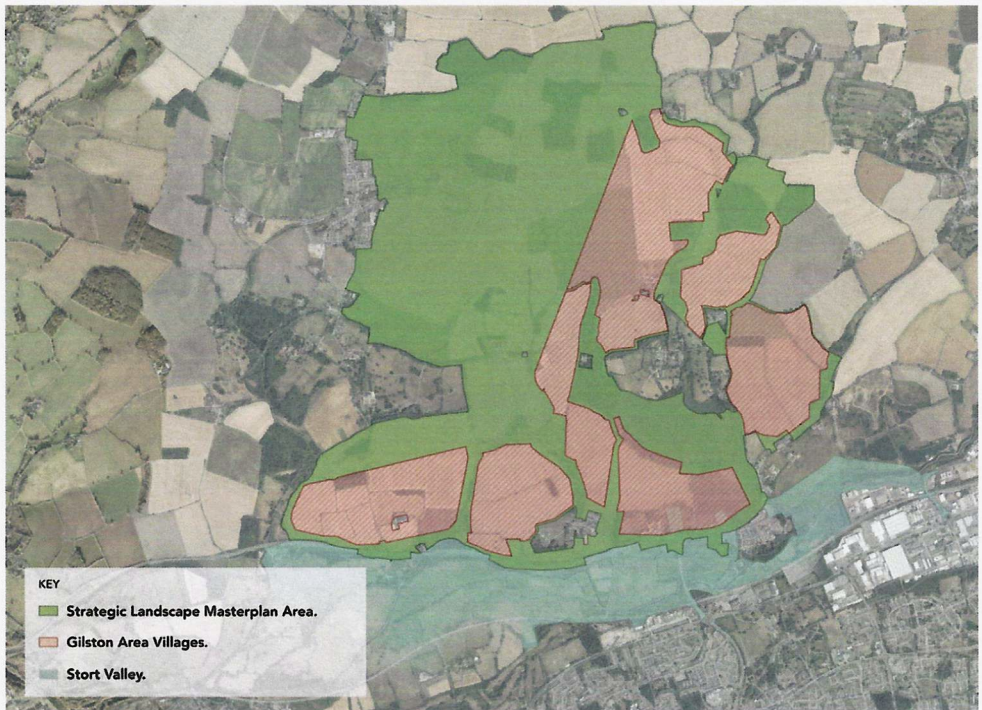 KEY
Strategic Landscape Masterplan Area.
Gilston Area Villages.
Stort Valley.